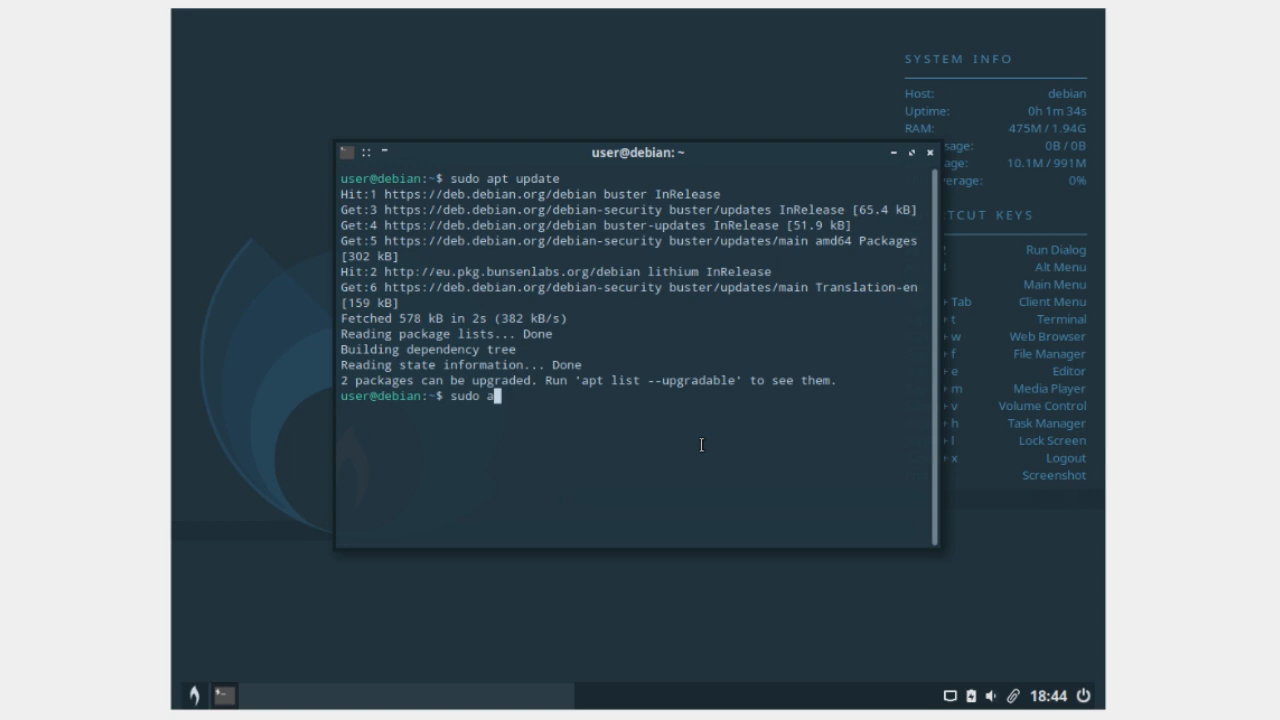 SYSTEM INFO
Host: debian
Uptime: 0h 1m 34s
RAM: 475M / 1.94G
sage: 0B / 0B
age: 10.1M / 991M
verage: 0%
TCUT KEYS
Run Dialog
Alt Menu
Main Menu
+ Tab Client Menu
+ t Terminal
+ w Web Browser
+ f File Manager
+ e Editor
+ m Media Player
+ v Volume Control
+ h Task Manager
+ l Lock Screen
+ x Logout
Screenshot
user@debian: ~
user@debian:~$ sudo apt update
Hit:1 https://deb.debian.org/debian buster InRelease
Get:3 https://deb.debian.org/debian-security buster/updates InRelease [65.4 kB]
Get:4 https://deb.debian.org/debian buster-updates InRelease [51.9 kB]
Get:5 https://deb.debian.org/debian-security buster/updates/main amd64 Packages
[302 kB]
Hit:2 http://eu.pkg.bunsenlabs.org/debian lithium InRelease
Get:6 https://deb.debian.org/debian-security buster/updates/main Translation-en
[159 kB]
Fetched 578 kB in 2s (382 kB/s)
Reading package lists... Done
Building dependency tree
Reading state information... Done
2 packages can be upgraded. Run 'apt list --upgradable' to see them.
user@debian:~$ sudo a
18:44